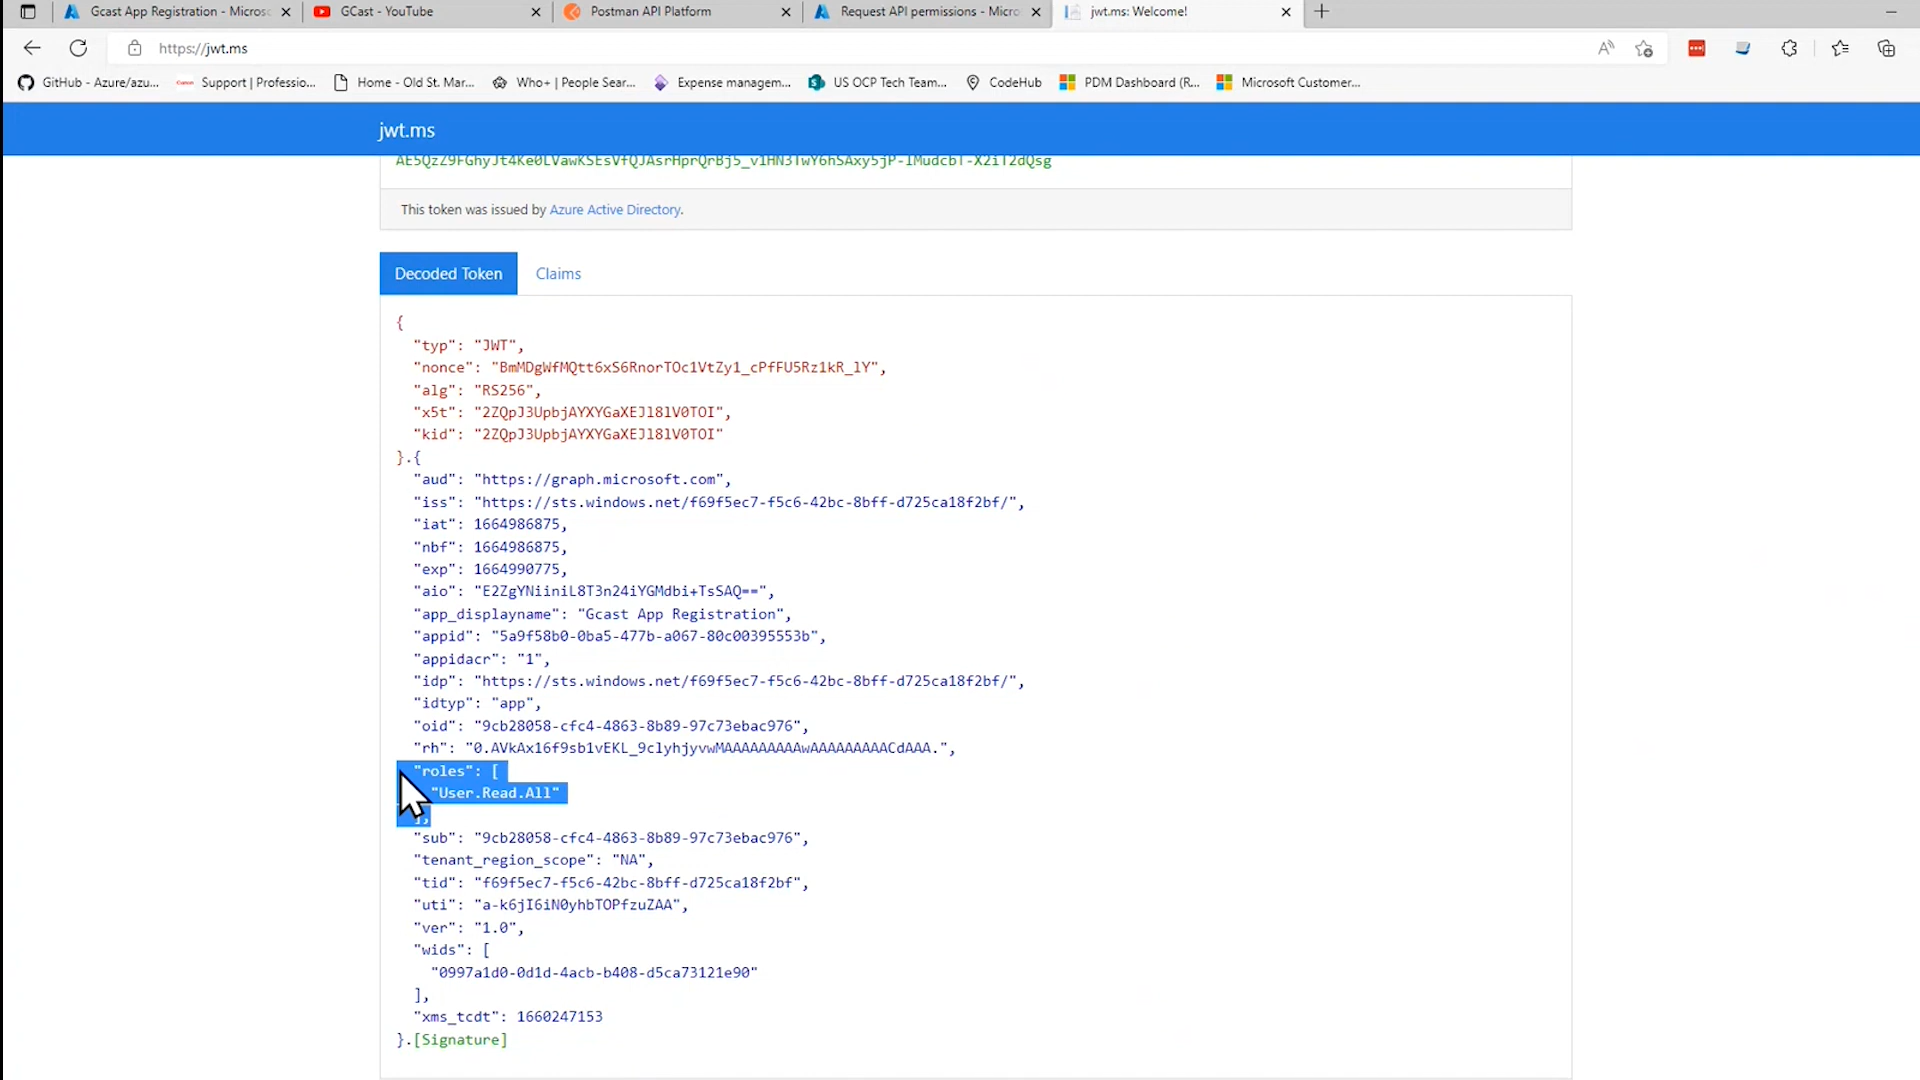 Gcast App Registration - Micros
GCast - YouTube
Postman API Platform
Request API permissions - Micro
jwt.ms: Welcome!
https://jwt.ms
GitHub - Azure/azu...
Support | Professio...
Home - Old St. Mar...
Who+ | People Sear...
Expense managem...
US OCP Tech Team...
CodeHub
PDM Dashboard (R...
Microsoft Customer...
jwt.ms
This token was issued by Azure Active Directory.
Decoded Token
Claims
{
"typ": "JWT",
"nonce": "BmMDgWfMQtt6xS6RnorTOc1VtZy1_cPfFU5Rz1kR_lY",
"alg": "RS256",
"x5t": "2ZQpJ3UpbjAYXYGaXEJl8lV0TOI",
"kid": "2ZQpJ3UpbjAYXYGaXEJl8lV0TOI"
}.{
"aud": "https://graph.microsoft.com",
"iss": "https://sts.windows.net/f69f5ec7-f5c6-42bc-8bff-d725ca18f2bf/",
"iat": 1664986875,
"nbf": 1664986875,
"exp": 1664990775,
"aio": "E2ZgYNiiniL8T3n24iYGMdbi+TsSAQ==",
"app_displayname": "Gcast App Registration",
"appid": "5a9f58b0-0ba5-477b-a067-80c00395553b",
"appidacr": "1",
"idp": "https://sts.windows.net/f69f5ec7-f5c6-42bc-8bff-d725ca18f2bf/",
"idtyp": "app",
"oid": "9cb28058-cfc4-4863-8b89-97c73ebac976",
"rh": "0.AVkAx16f9sb1vEKL_9clyhjyvwMAAAAAAAAAwAAAAAAAAACdAAA.",
"roles": [
"User.Read.All"
],
"sub": "9cb28058-cfc4-4863-8b89-97c73ebac976",
"tenant_region_scope": "NA",
"tid": "f69f5ec7-f5c6-42bc-8bff-d725ca18f2bf",
"uti": "a-k6jI6iN0yhbTOPfzuZAA",
"ver": "1.0",
"wids": [
"0997a1d0-0d1d-4acb-b408-d5ca73121e90"
],
"xms_tcdt": 1660247153
}.[Signature]